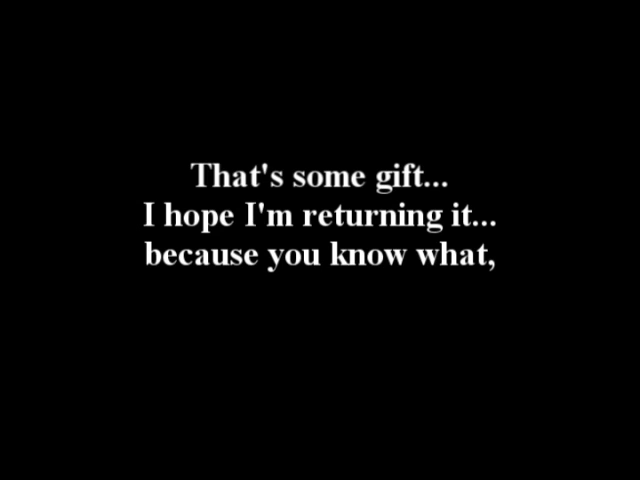 That's some gift...
I hope I'm returning it...
because you know what,